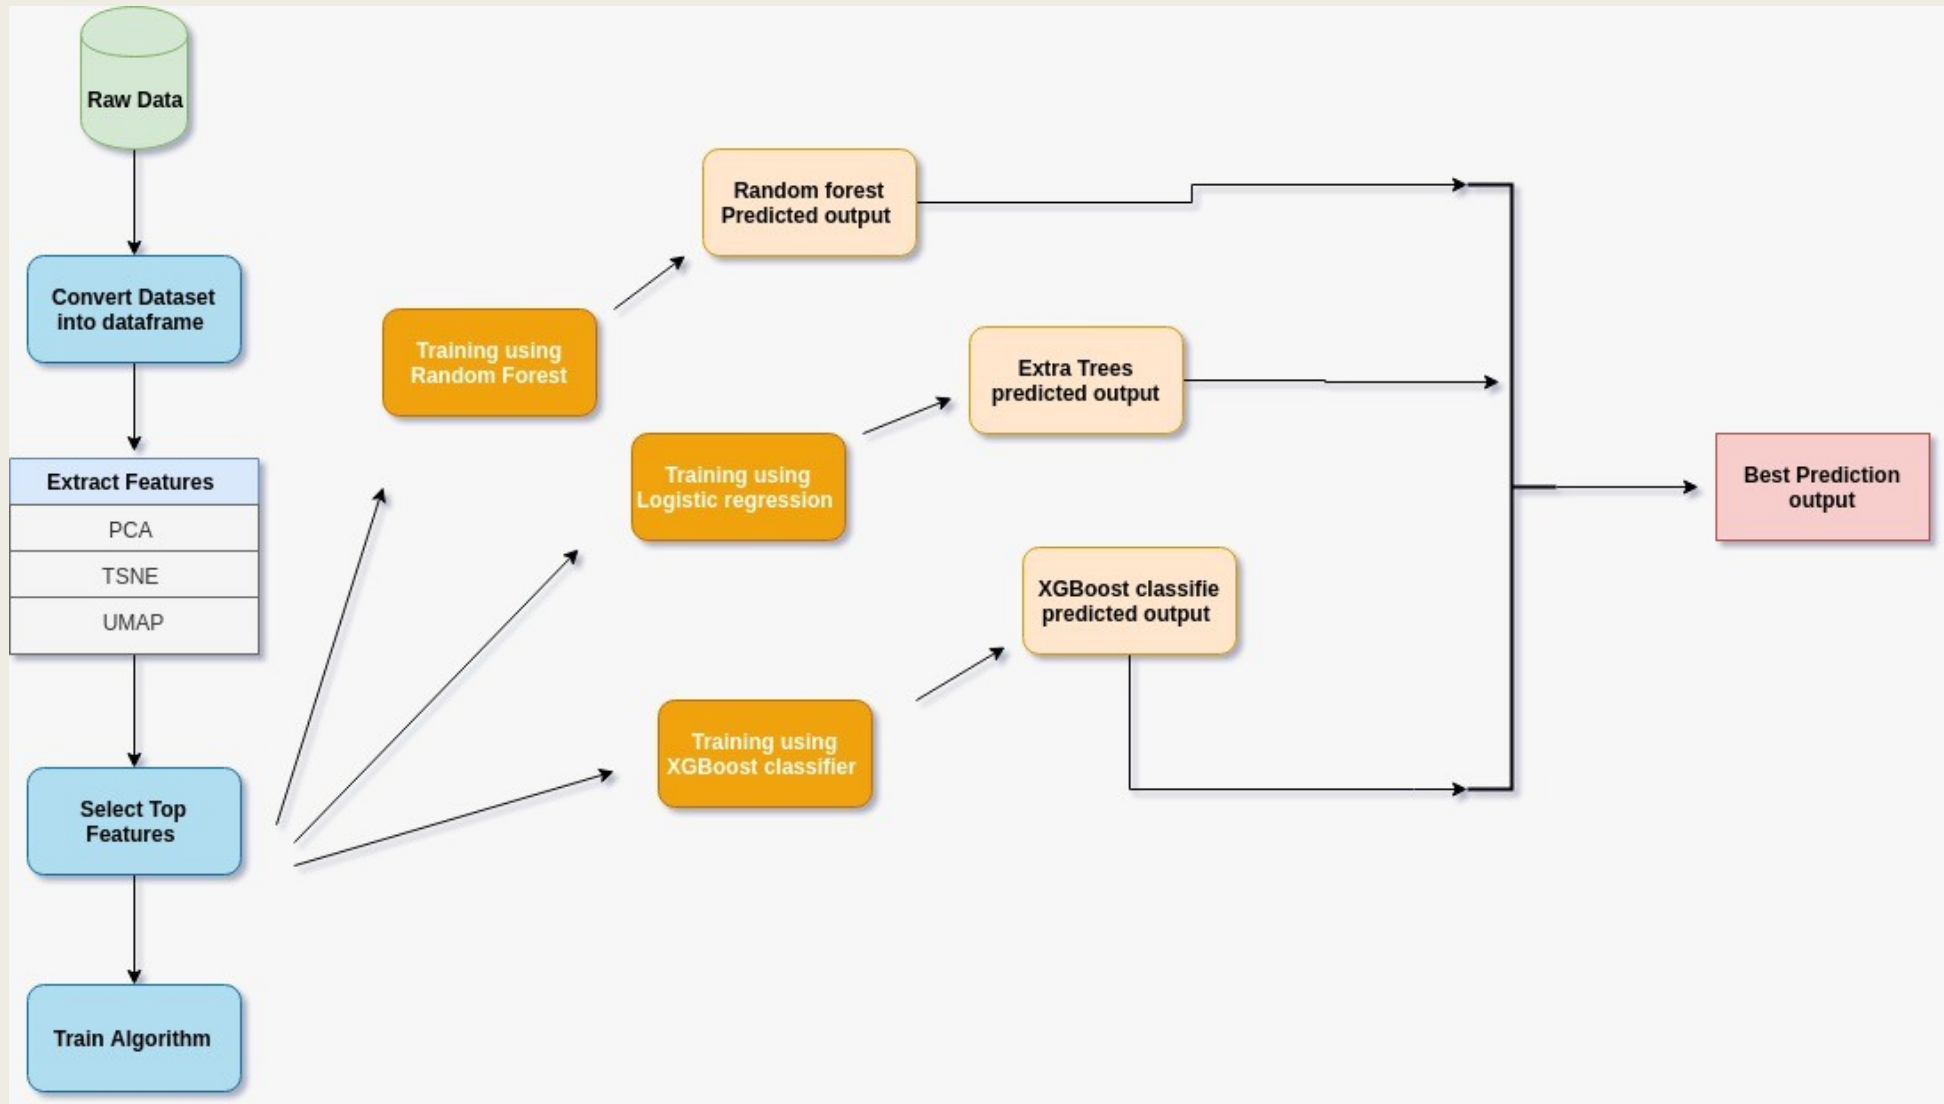 Raw Data
Convert Dataset
into dataframe
Extract Features
PCA
TSNE
UMAP
Select Top
Features
Train Algorithm
Training using
Random Forest
Random forest
Predicted output
Training using
Logistic regression
Extra Trees
predicted output
Training using
XGBoost classifier
XGBoost classifie
predicted output
Best Prediction
output